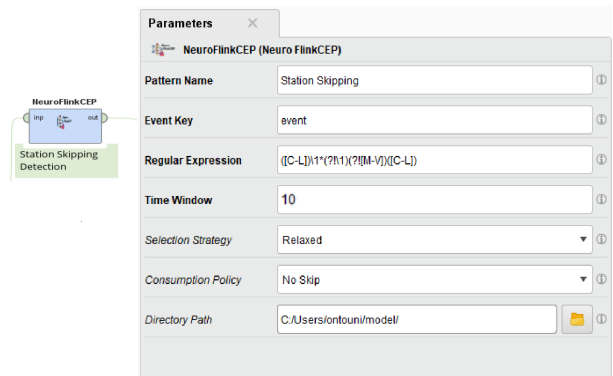 Parameters ×
NeuroFlinkCEP (Neuro FlinkCEP)
Pattern Name Station Skipping
Event Key event
Regular Expression ([C-L])\1*(?!\1)(?![M-V])([C-L])
Time Window 10
Selection Strategy Relaxed
Consumption Policy No Skip
Directory Path C:/Users/ontouni/model/
NeuroFlinkCEP
inp out
Station Skipping
Detection